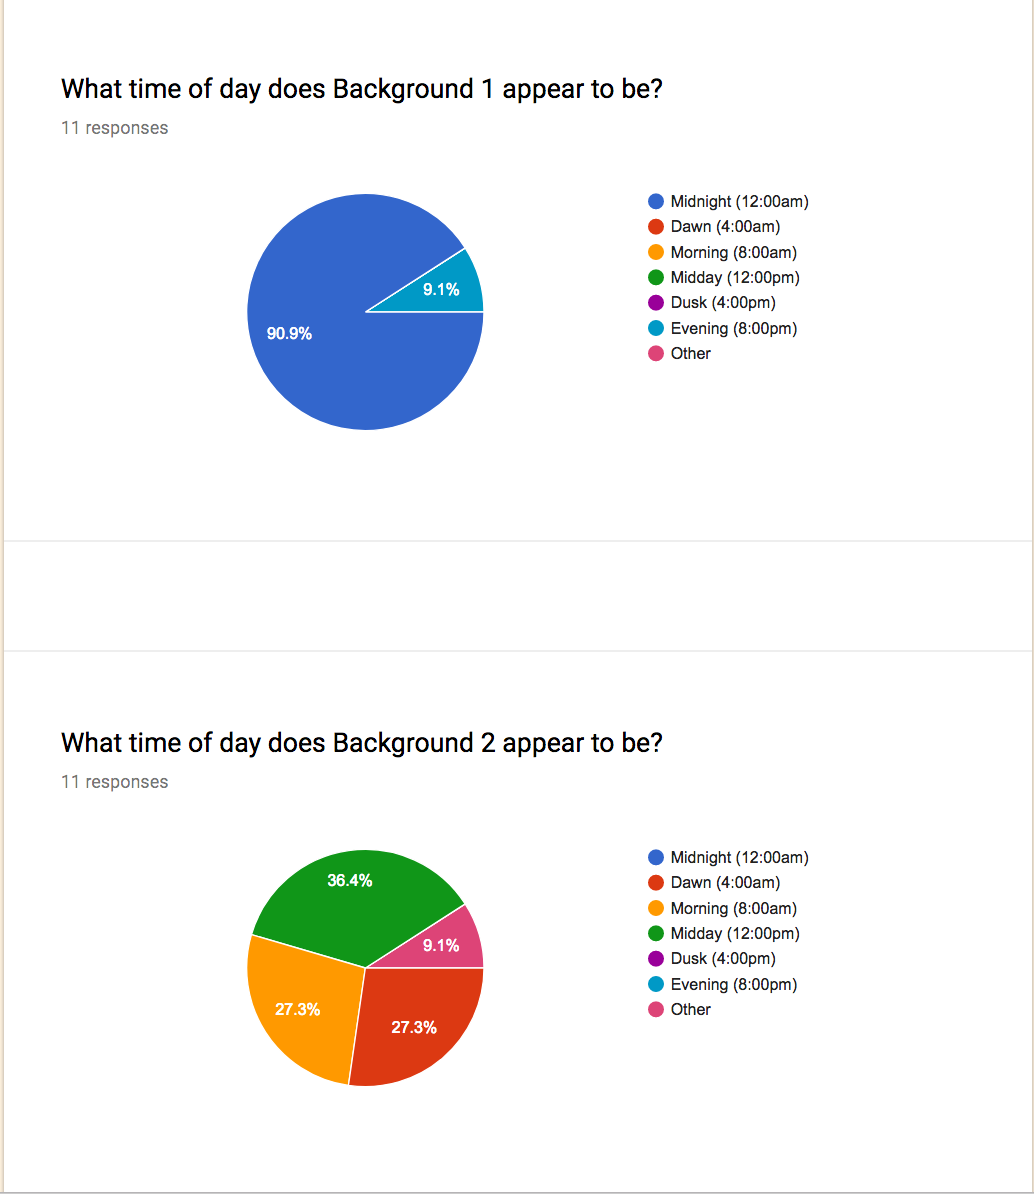 What time of day does Background 1 appear to be?
11 responses
90.9%
9.1%
Midnight (12:00am)
Dawn (4:00am)
Morning (8:00am)
Midday (12:00pm)
Dusk (4:00pm)
Evening (8:00pm)
Other
What time of day does Background 2 appear to be?
11 responses
36.4%
9.1%
27.3%
27.3%
Midnight (12:00am)
Dawn (4:00am)
Morning (8:00am)
Midday (12:00pm)
Dusk (4:00pm)
Evening (8:00pm)
Other